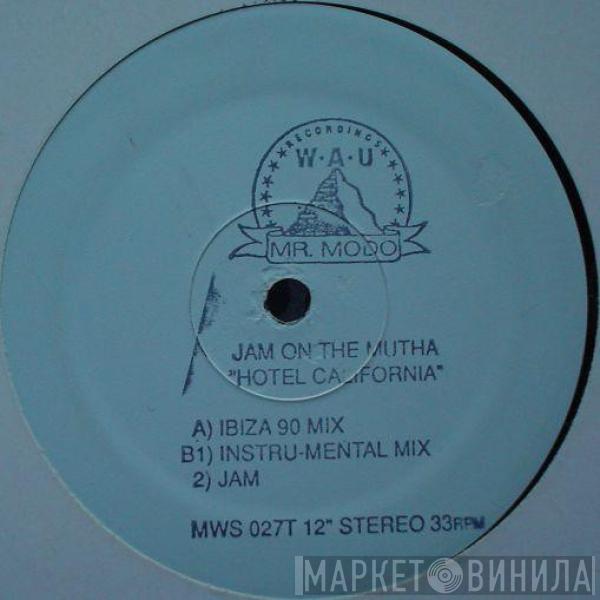 RECORDINGS
W·A·U
MR. MODO
A
JAM ON THE MUTHA
"HOTEL CALIFORNIA"
A) IBIZA 90 MIX
B1) INSTRU-MENTAL MIX
2) JAM
MWS 027T 12" STEREO 33RPM
МАРКЕТ ВИНИЛА